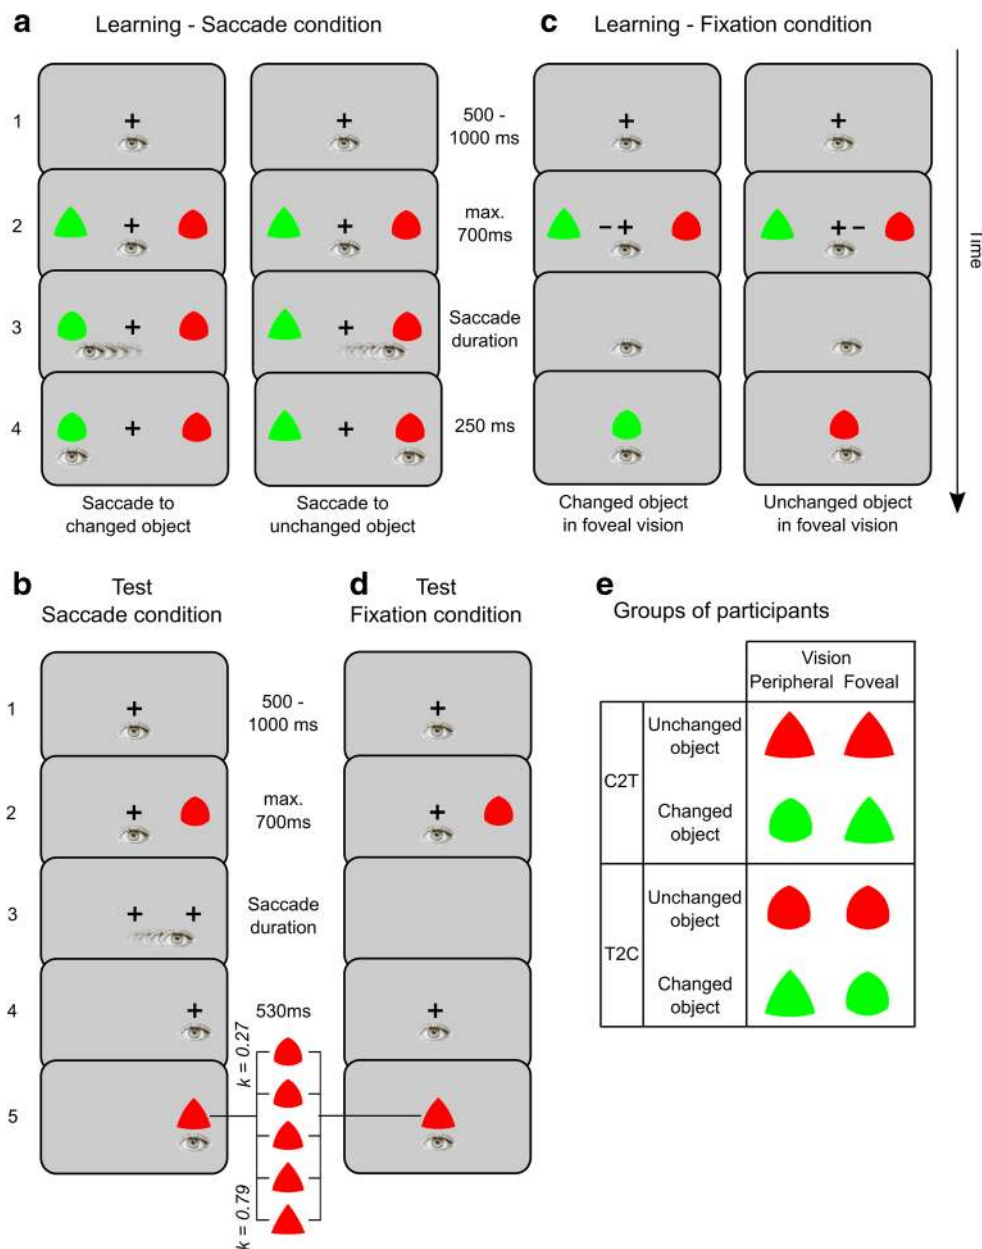 a
Learning - Saccade condition
1
500 -
1000 ms
2
max.
700ms
3
Saccade
duration
4
250 ms
Saccade to
changed object
Saccade to
unchanged object
c
Learning - Fixation condition
Time
Changed object
in foveal vision
Unchanged object
in foveal vision
b
Test
Saccade condition
1
500 -
1000 ms
2
max.
700ms
3
Saccade
duration
4
530ms
5
k = 0.27
k = 0.79
d
Test
Fixation condition
e
Groups of participants
Vision
Peripheral Foveal
C2T
Unchanged
object
Changed
object
T2C
Unchanged
object
Changed
object